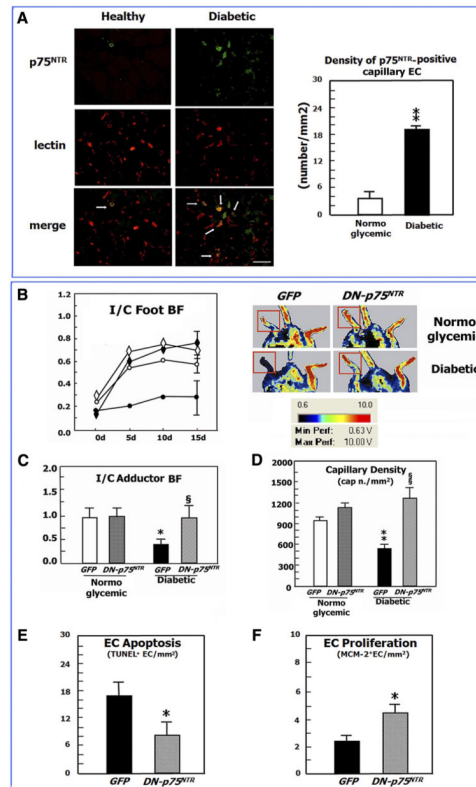 A
Healthy
Diabetic
p75NTR
lectin
merge
Density of p75NTR-positive
capillary EC
(number/mm2)
30
24
18
12
6
0
**
Normo
glycemic
Diabetic
B
I/C Foot BF
1.2
1.0
0.8
0.6
0.4
0.2
0.0
0d
5d
10d
15d
GFP
DN-p75NTR
Normo
glycemic
Diabetic
0.6
10.0
Min Perf: 0.63 V
Max Perf: 10.00 V
C
I/C Adductor BF
2.0
1.5
1.0
0.5
0.0
*
§
GFP DN-p75NTR
Normo
glycemic
GFP DN-p75NTR
Diabetic
D
Capillary Density
(cap n./mm²)
1800
1500
1200
900
600
300
0
**
§§
GFP DN-p75NTR
Normo
glycemic
GFP DN-p75NTR
Diabetic
E
EC Apoptosis
(TUNEL+ EC/mm²)
30
24
18
12
6
0
*
GFP
DN-p75NTR
F
EC Proliferation
(MCM-2+EC/mm²)
10
8
6
4
2
0
*
GFP
DN-p75NTR